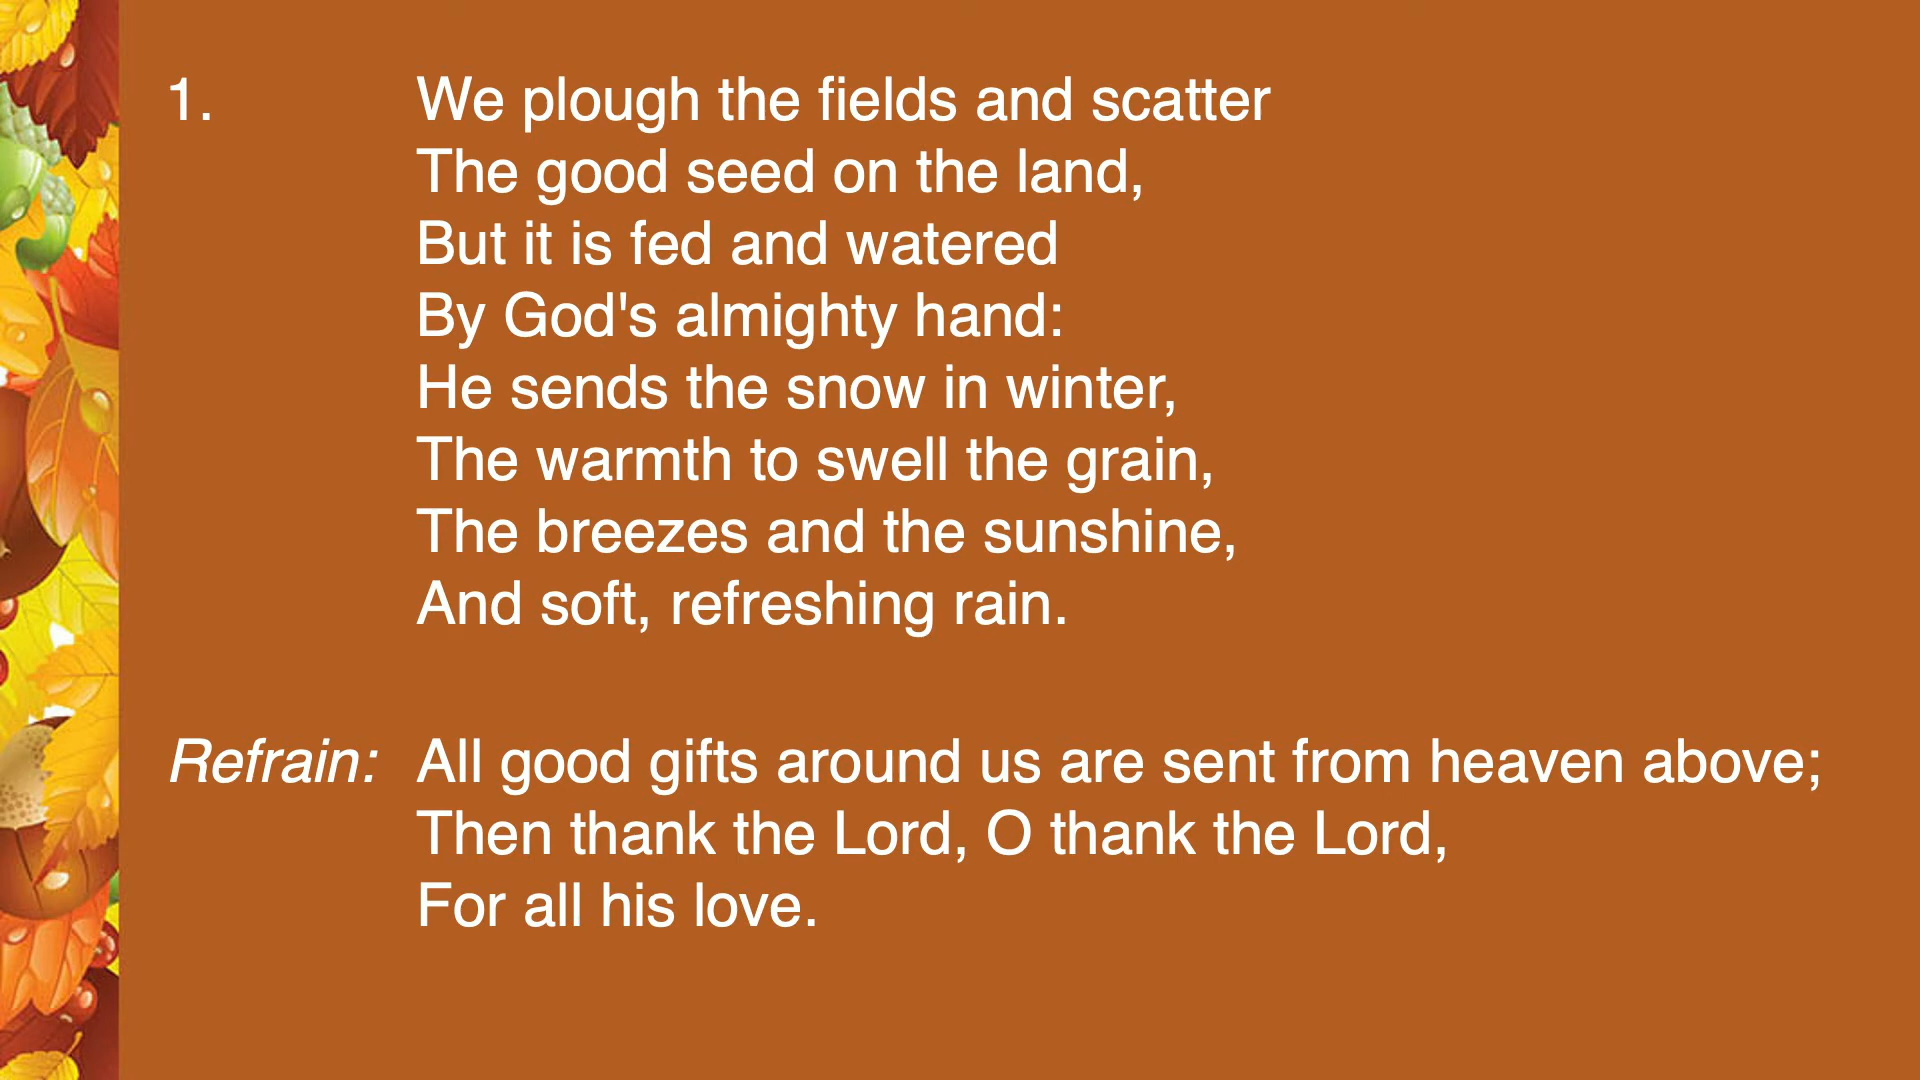 1. We plough the fields and scatter
The good seed on the land,
But it is fed and watered
By God's almighty hand:
He sends the snow in winter,
The warmth to swell the grain,
The breezes and the sunshine,
And soft, refreshing rain.
Refrain: All good gifts around us are sent from heaven above;
Then thank the Lord, O thank the Lord,
For all his love.